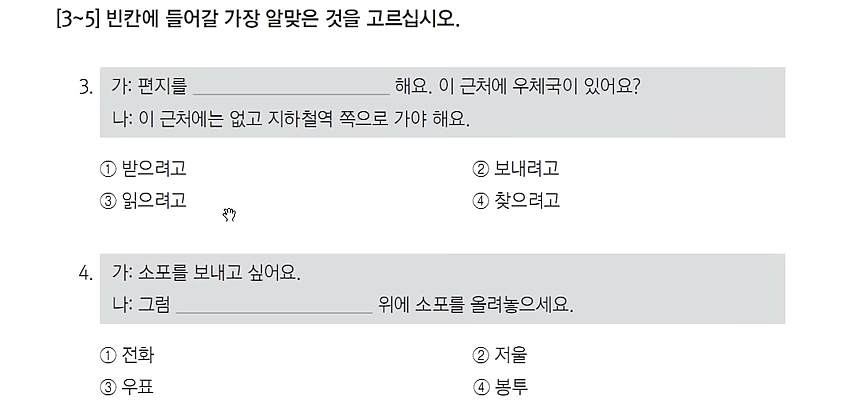 [3~5] 빈칸에 들어갈 가장 알맞은 것을 고르십시오.
3. 가: 편지를 ____________________ 해요. 이 근처에 우체국이 있어요?
나: 이 근처에는 없고 지하철역 쪽으로 가야 해요.
① 받으려고 ② 보내려고
③ 읽으려고 ④ 찾으려고
4. 가: 소포를 보내고 싶어요.
나: 그럼 ____________________ 위에 소포를 올려놓으세요.
① 전화 ② 저울
③ 우표 ④ 봉투